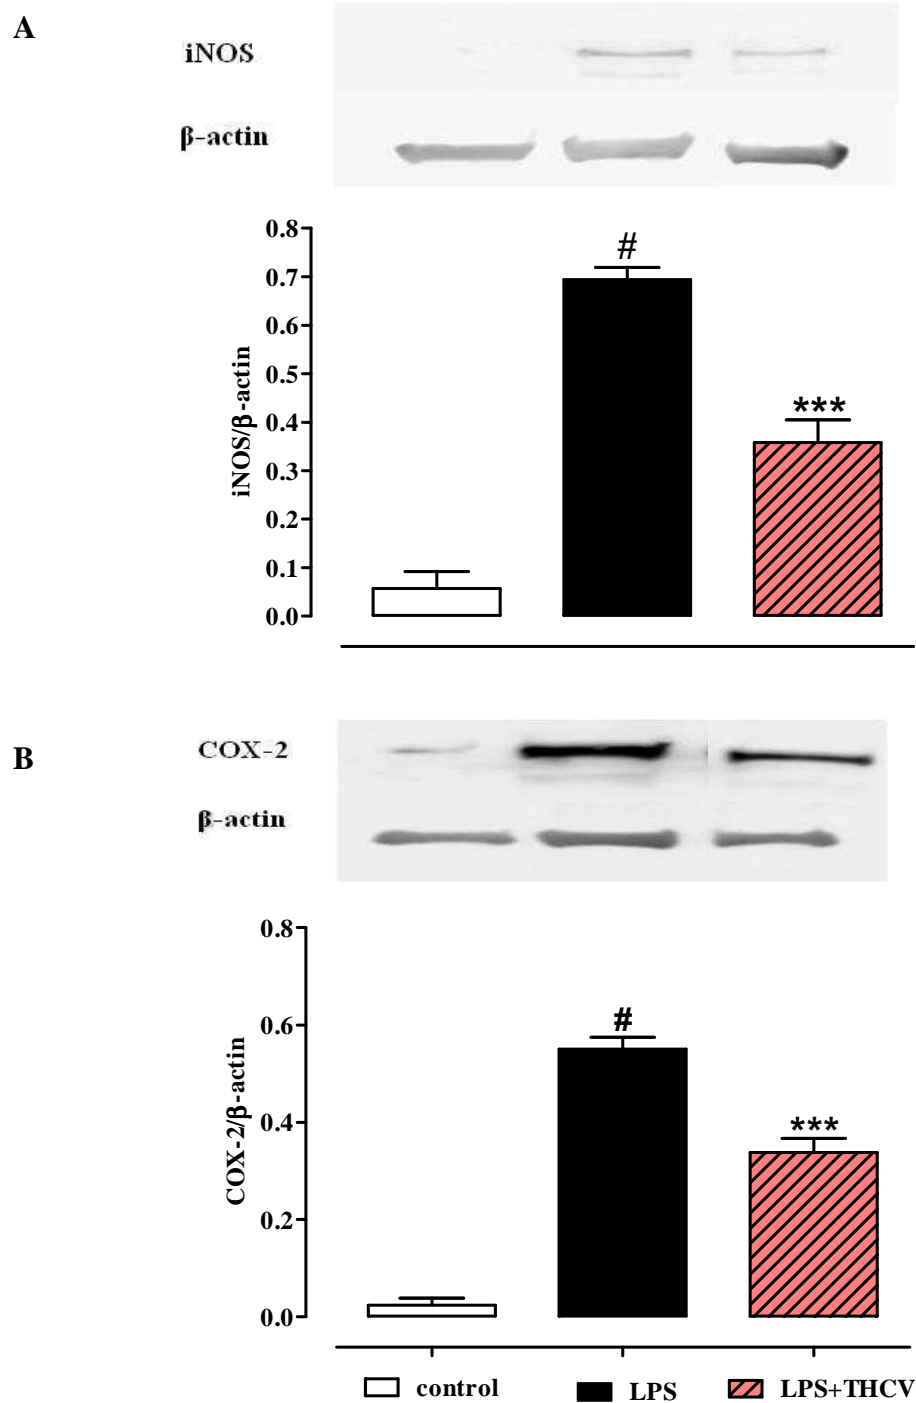 A
iNOS
β-actin
0.8
0.7
0.6
0.5
0.4
0.3
0.2
0.1
0.0
iNOS/β-actin
#
***
B
COX-2
β-actin
0.8
0.6
0.4
0.2
0.0
COX-2/β-actin
#
***
control LPS LPS+THCV